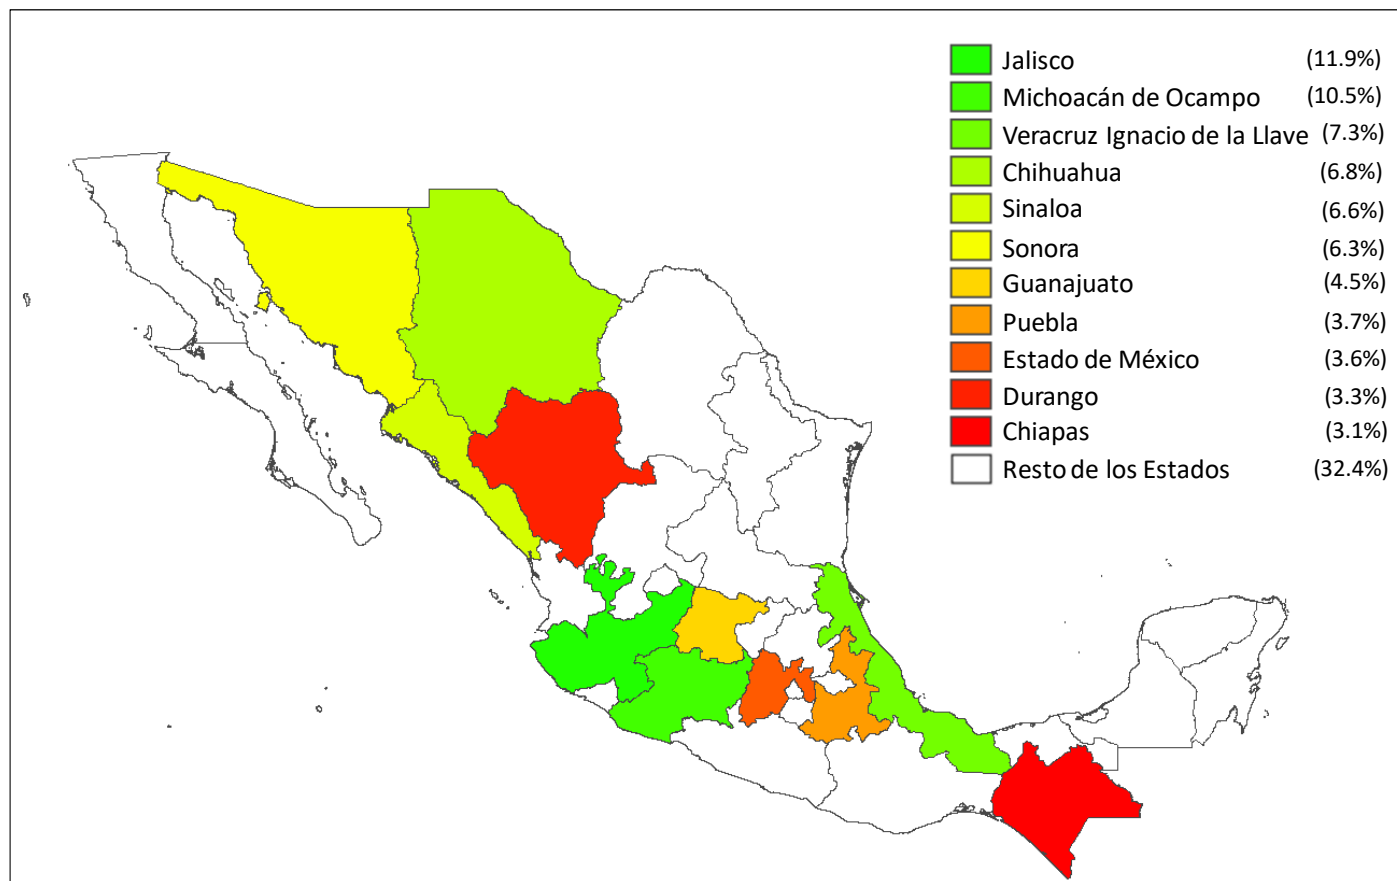 Jalisco (11.9%)
Michoacán de Ocampo (10.5%)
Veracruz Ignacio de la Llave (7.3%)
Chihuahua (6.8%)
Sinaloa (6.6%)
Sonora (6.3%)
Guanajuato (4.5%)
Puebla (3.7%)
Estado de México (3.6%)
Durango (3.3%)
Chiapas (3.1%)
Resto de los Estados (32.4%)